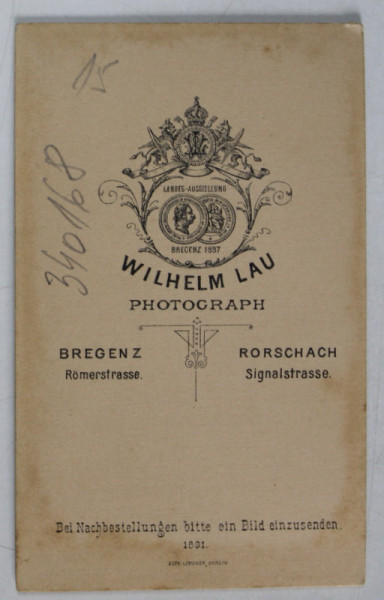 15
340168
LANDES-AUSSTELLUNG
BREGENZ 1887
WILHELM LAU
PHOTOGRAPH
BREGENZ
Römerstrasse.
RORSCHACH
Signalstrasse.
Bei Nachbestellungen bitte ein Bild einzusenden.
1891.